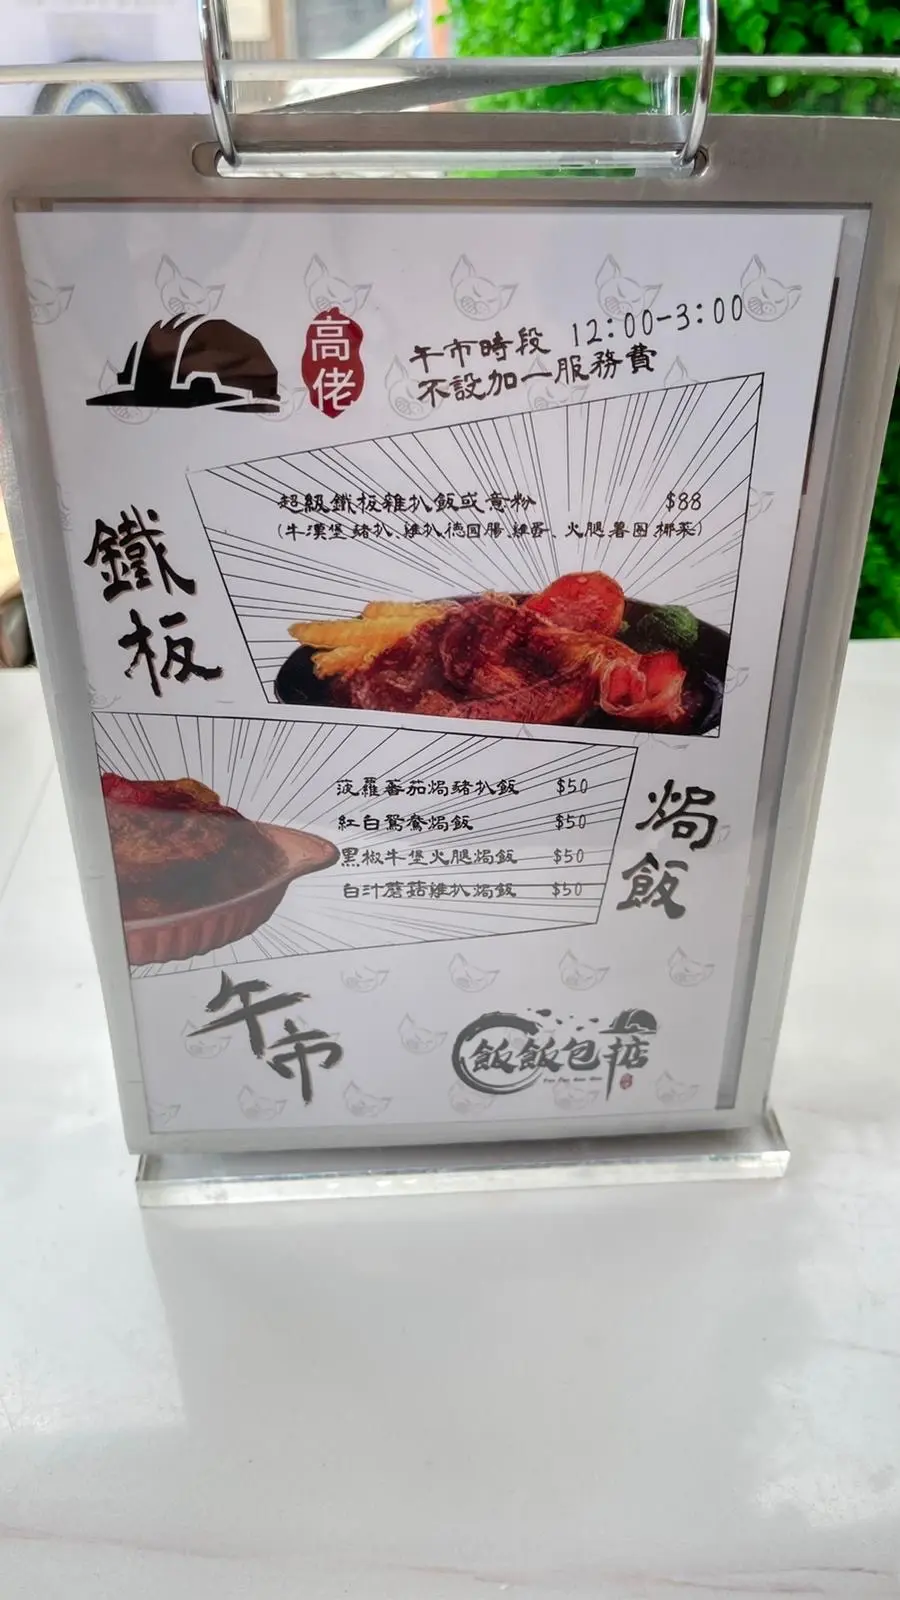 高佬
午市時段 12:00-3:00
不設加一服務費
鐵板
超級鐵板雜扒飯或意粉 $88
(牛漢堡、豬扒、雞扒、德國腸、雞蛋、火腿、薯圈、椰菜)
菠蘿蕃茄焗豬扒飯 $50
紅白鴛鴦焗飯 $50
黑椒牛堡火腿焗飯 $50
白汁蘑菇雞扒焗飯 $50
焗飯
午市
飯飯包